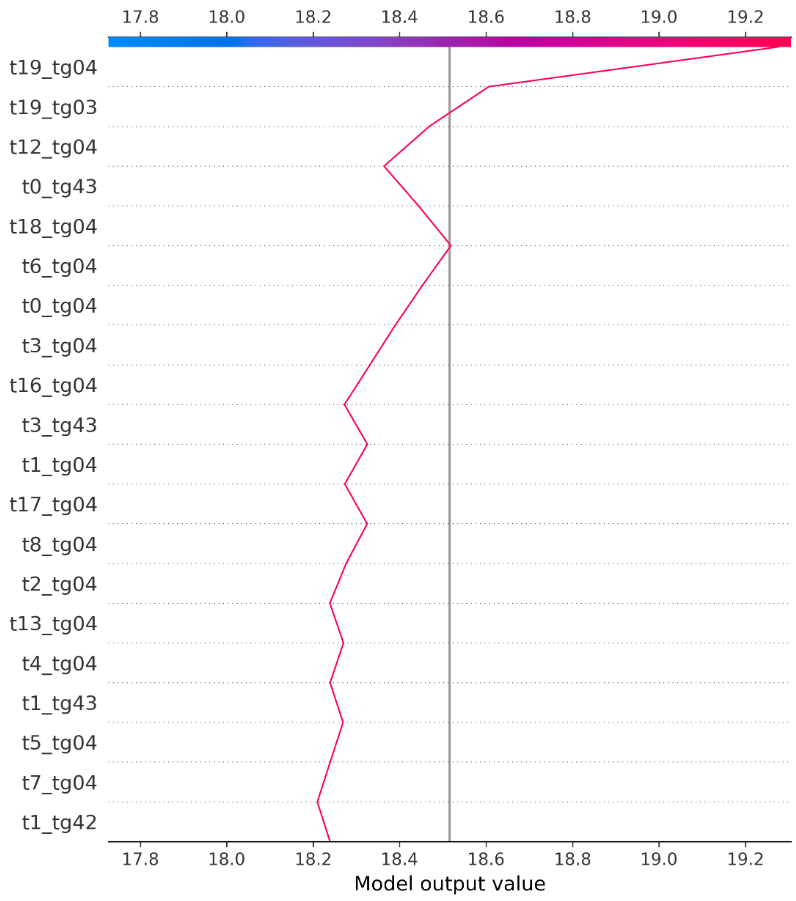 17.8 18.0 18.2 18.4 18.6 18.8 19.0 19.2
t19_tg04
t19_tg03
t12_tg04
t0_tg43
t18_tg04
t6_tg04
t0_tg04
t3_tg04
t16_tg04
t3_tg43
t1_tg04
t17_tg04
t8_tg04
t2_tg04
t13_tg04
t4_tg04
t1_tg43
t5_tg04
t7_tg04
t1_tg42
17.8 18.0 18.2 18.4 18.6 18.8 19.0 19.2
Model output value